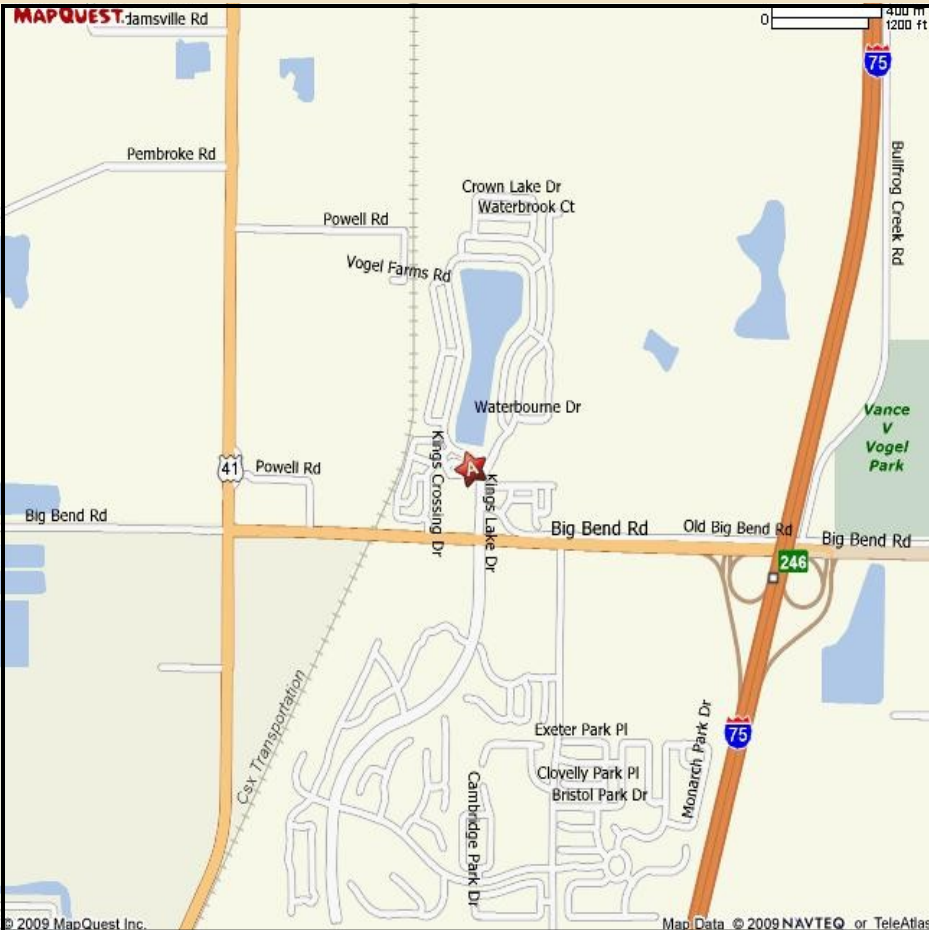 MAPQUEST.
damsville Rd
0
400 m
1200 ft
75
Pembroke Rd
Bullfrog Creek Rd
Crown Lake Dr
Waterbrook Ct
Powell Rd
Vogel Farms Rd
Waterbourne Dr
Vance
V
Vogel
Park
Kings Crossing Dr
A
41
Powell Rd
Kings Lake Dr
Big Bend Rd
Big Bend Rd
Old Big Bend Rd
Big Bend Rd
246
Csx Transportation
Exeter Park Pl
75
Monarch Park Dr
Clovelly Park Pl
Bristol Park Dr
Cambridge Park Dr
© 2009 MapQuest Inc.
Map Data © 2009 NAVTEQ or TeleAtlas